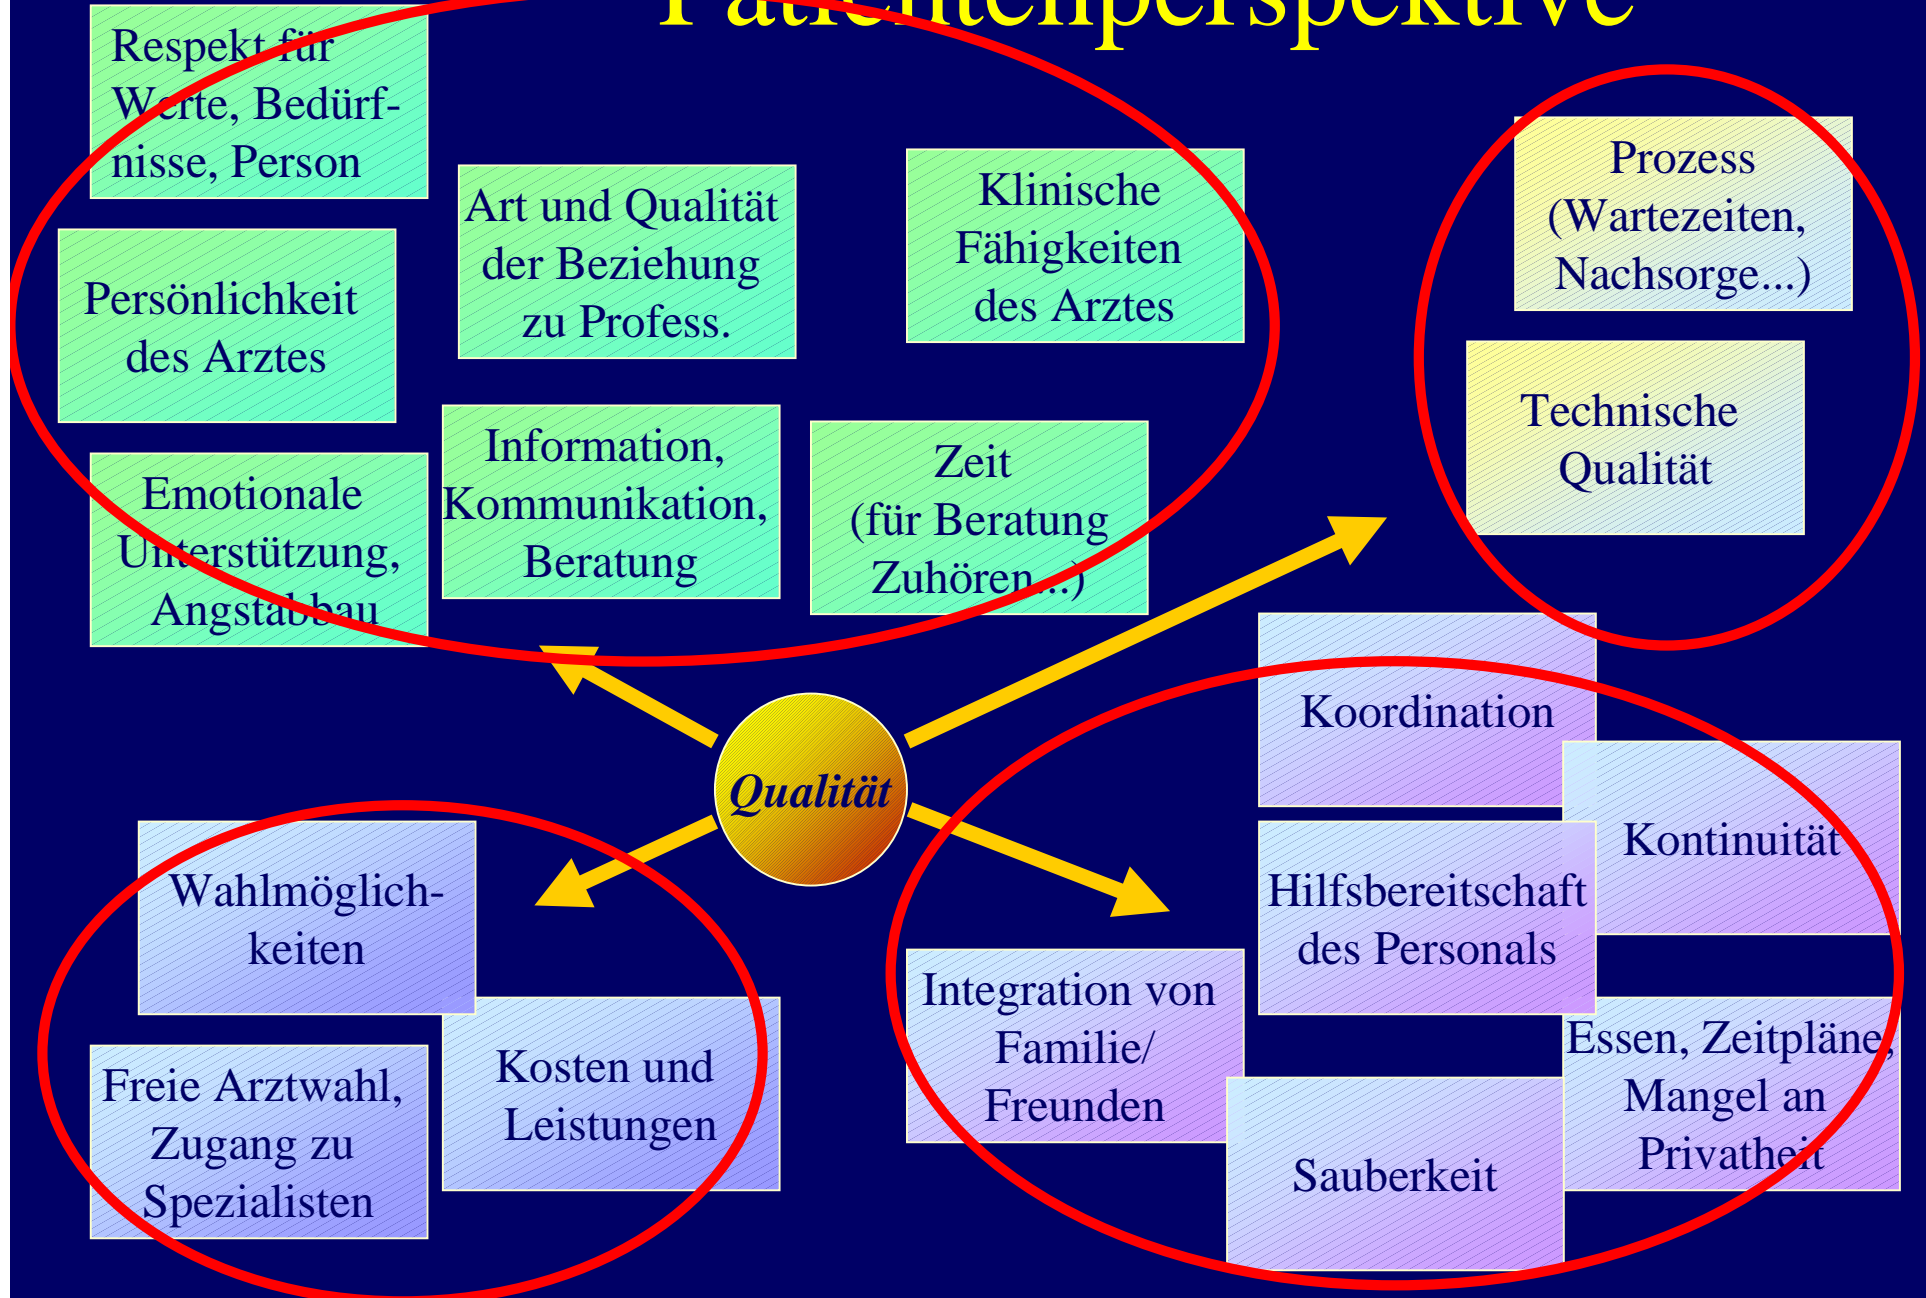 Patientenperspektive
Respekt für
Werte, Bedürf-
nisse, Person
Art und Qualität
der Beziehung
zu Profess.
Klinische
Fähigkeiten
des Arztes
Prozess
(Wartezeiten,
Nachsorge...)
Persönlichkeit
des Arztes
Technische
Qualität
Emotionale
Unterstützung,
Angstabbau
Information,
Kommunikation,
Beratung
Zeit
(für Beratung
Zuhören...)
Qualität
Koordination
Kontinuität
Hilfsbereitschaft
des Personals
Wahlmöglich-
keiten
Integration von
Familie/
Freunden
Essen, Zeitpläne,
Mangel an
Privatheit
Freie Arztwahl,
Zugang zu
Spezialisten
Kosten und
Leistungen
Sauberkeit